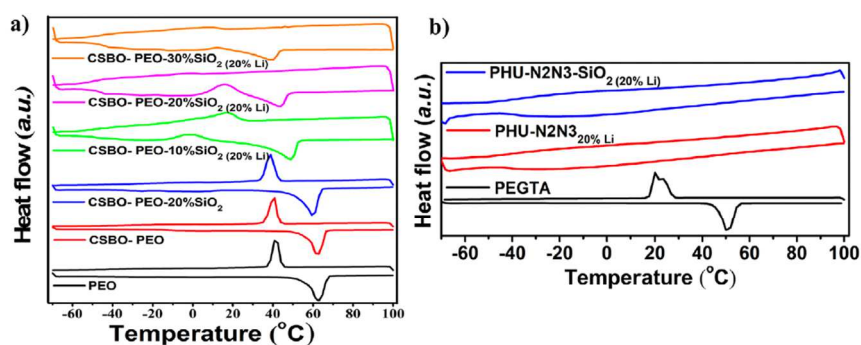 a)
Heat flow (a.u.)
CSBO- PEO-30%SiO2 (20% Li)
CSBO- PEO-20%SiO2 (20% Li)
CSBO- PEO-10%SiO2 (20% Li)
CSBO- PEO-20%SiO2
CSBO- PEO
PEO
-60 -40 -20 0 20 40 60 80 100
Temperature (°C)
b)
Heat flow (a.u.)
PHU-N2N3-SiO2 (20% Li)
PHU-N2N3 20% Li
PEGTA
-60 -40 -20 0 20 40 60 80 100
Temperature (°C)